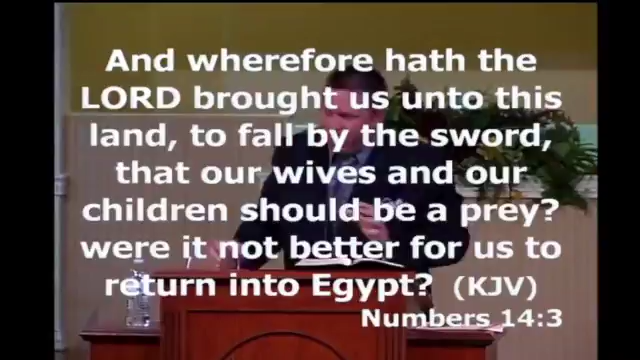 And wherefore hath the
LORD brought us unto this
land, to fall by the sword,
that our wives and our
children should be a prey?
were it not better for us to
return into Egypt? (KJV)
Numbers 14:3